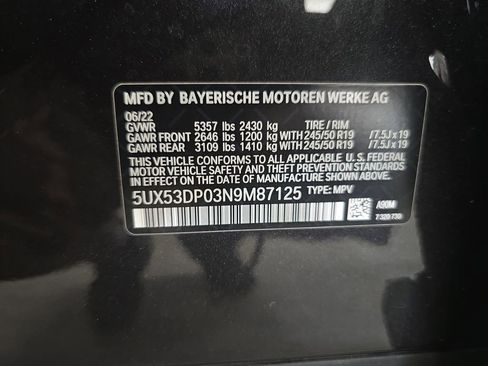 MFD BY BAYERISCHE MOTOREN WERKE AG
06/22
GVWR 5357 lbs 2430 kg TIRE / RIM
GAWR FRONT 2646 lbs 1200 kg WITH 245/50 R19 / 7.5J x 19
GAWR REAR 3109 lbs 1410 kg WITH 245/50 R19 / 7.5J x 19
THIS VEHICLE CONFORMS TO ALL APPLICABLE U. S. FEDERAL
MOTOR VEHICLE SAFETY, BUMPER, AND THEFT PREVENTION STANDARDS
IN EFFECT ON THE DATE OF MANUFACTURE SHOWN ABOVE.
5UX53DP03N9M87125 TYPE: MPV
A90M
7 320 730